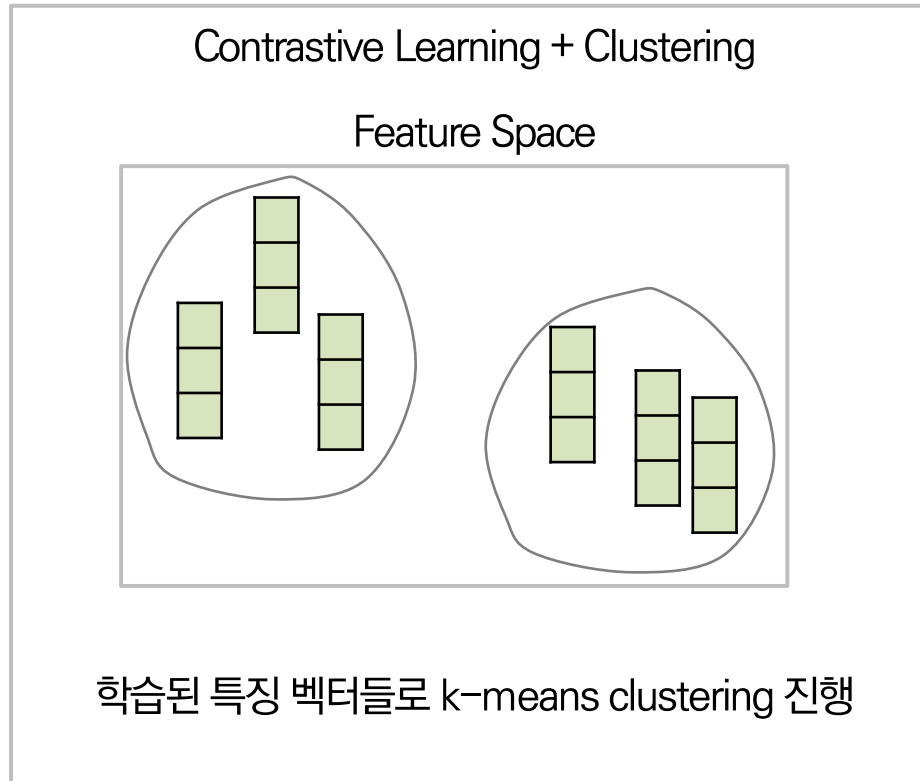 Contrastive Learning + Clustering
Feature Space
학습된 특징 벡터들로 k-means clustering 진행